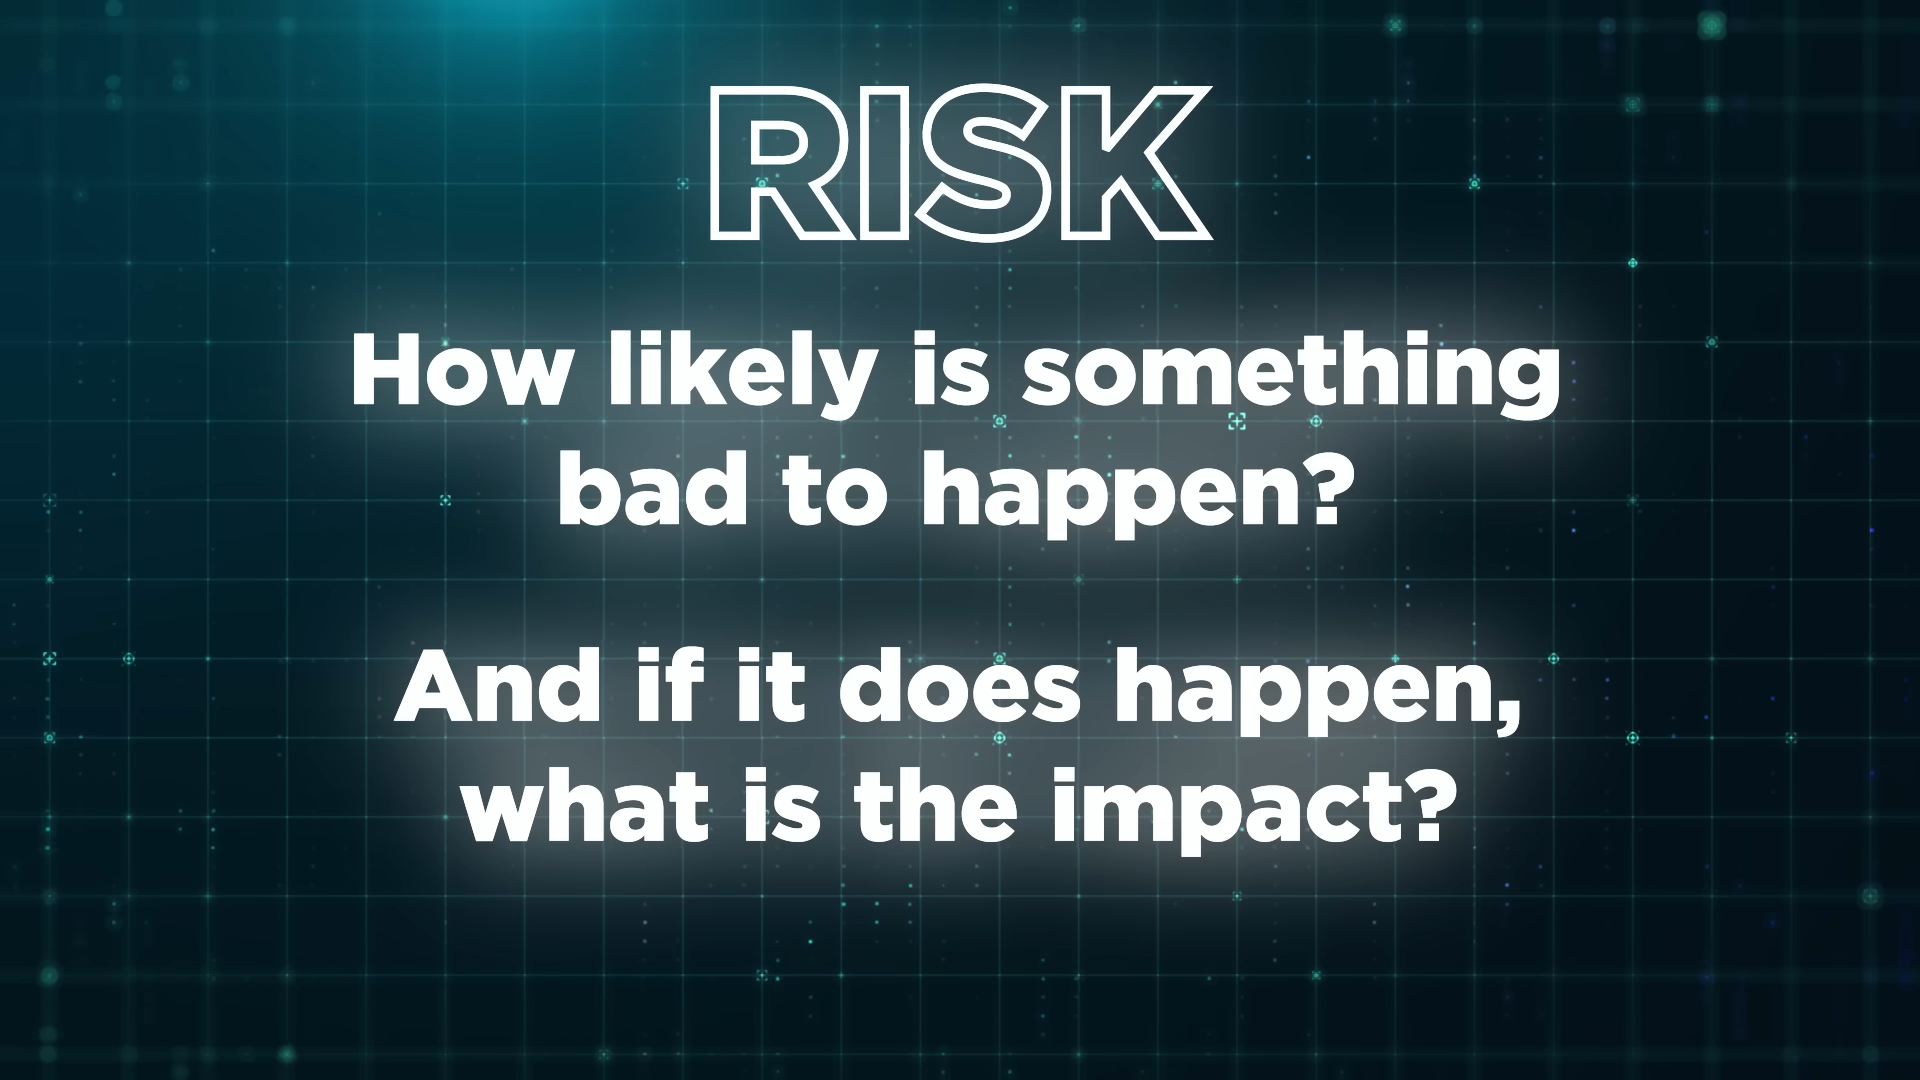 RISK
How likely is something
bad to happen?
And if it does happen,
what is the impact?